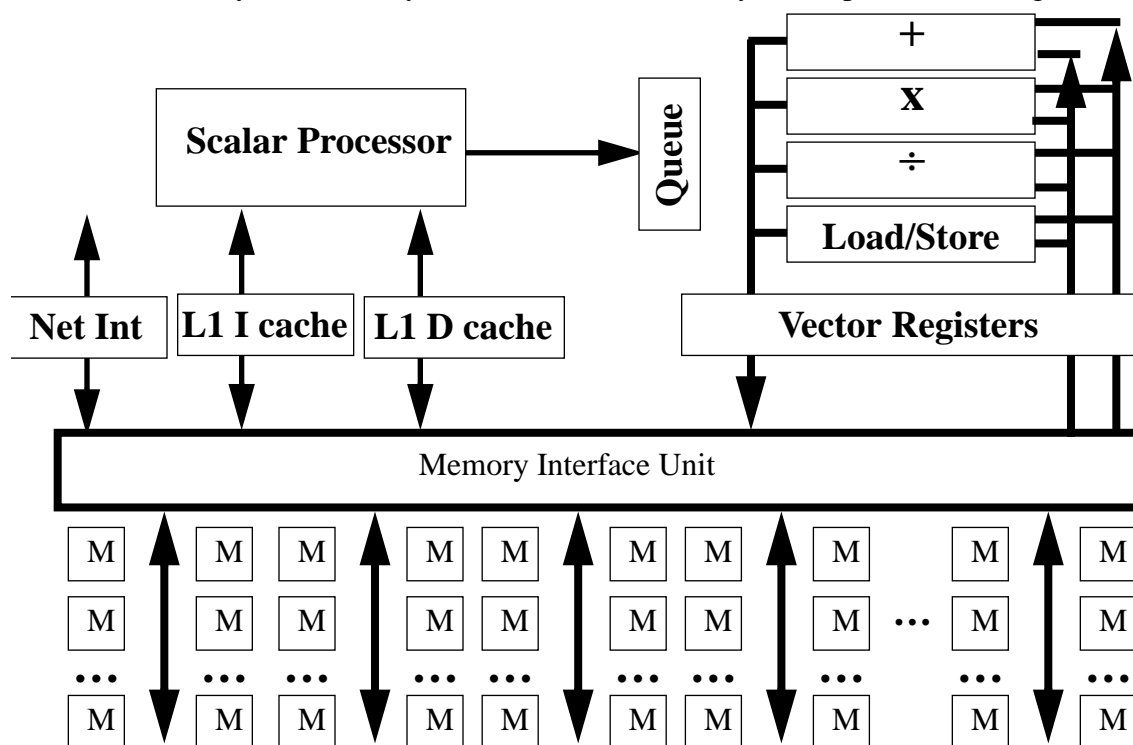 +
x
÷
Load/Store
Scalar Processor
Queue
Net Int
L1 I cache
L1 D cache
Vector Registers
Memory Interface Unit
M M M M M M M M M M
M M M M M M M M ... M M
... ... ... ... ... ... ... ... ... ...
M M M M M M M M M M